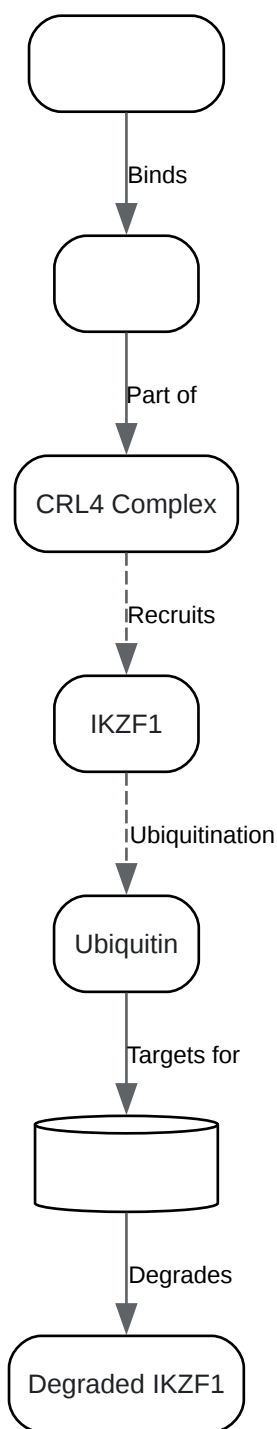 Binds
Part of
CRL4 Complex
Recruits
IKZF1
Ubiquitination
Ubiquitin
Targets for
Degrades
Degraded IKZF1